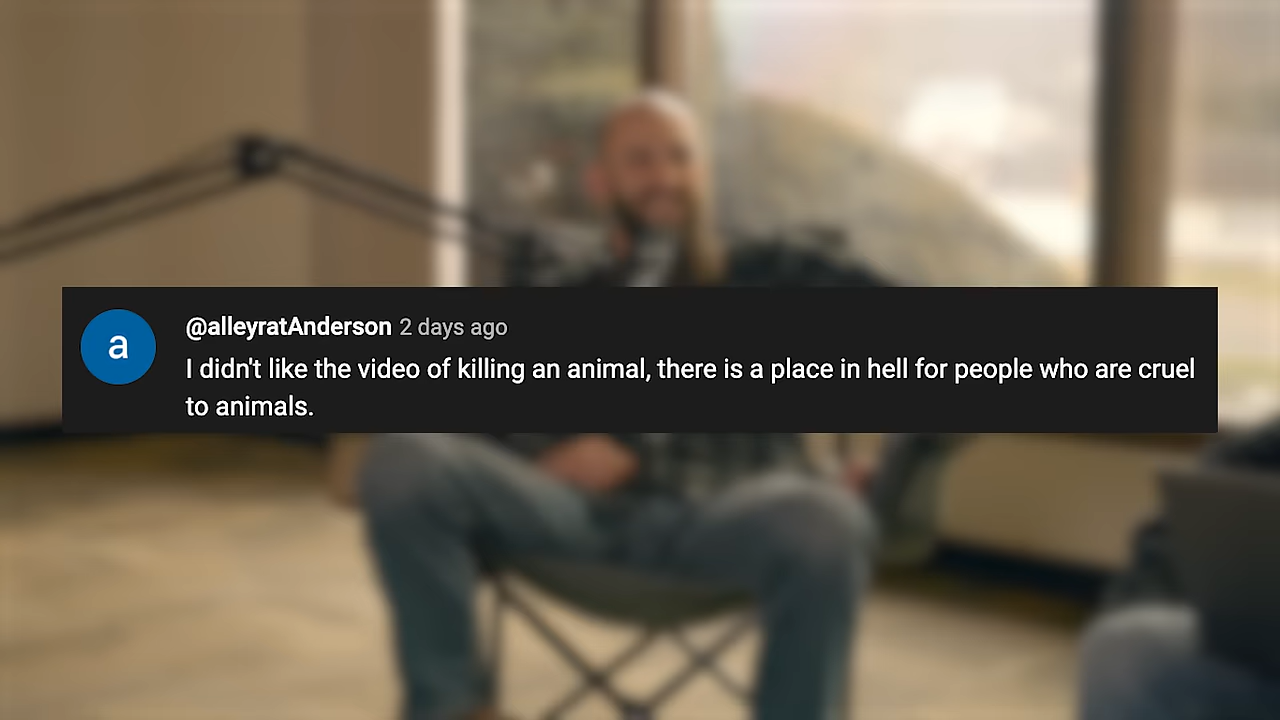 a
@alleyratAnderson 2 days ago
I didn't like the video of killing an animal, there is a place in hell for people who are cruel
to animals.